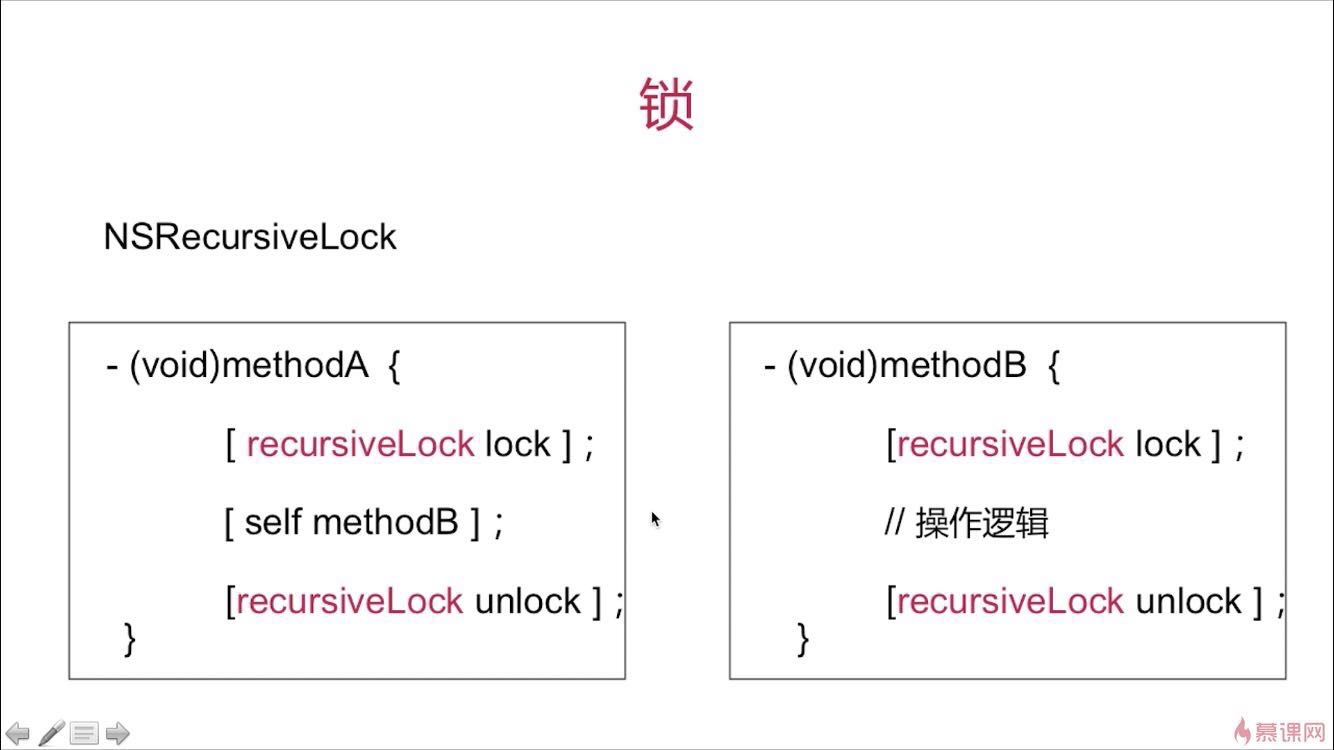 锁
NSRecursiveLock
- (void)methodA {
[ recursiveLock lock ] ;
[ self methodB ] ;
[recursiveLock unlock ] ;
}
- (void)methodB {
[recursiveLock lock ] ;
// 操作逻辑
[recursiveLock unlock ] ;
}
慕课网